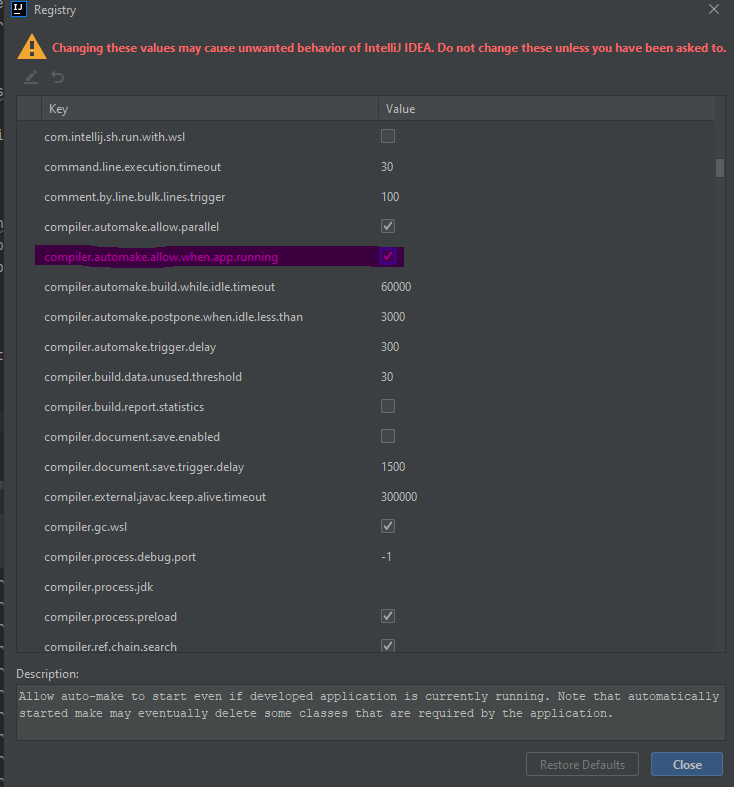 IJ Registry
Changing these values may cause unwanted behavior of IntelliJ IDEA. Do not change these unless you have been asked to.
Key Value
com.intellij.sh.run.with.wsl
command.line.execution.timeout 30
comment.by.line.bulk.lines.trigger 100
compiler.automake.allow.parallel
compiler.automake.allow.when.app.running
compiler.automake.build.while.idle.timeout 60000
compiler.automake.postpone.when.idle.less.than 3000
compiler.automake.trigger.delay 300
compiler.build.data.unused.threshold 30
compiler.build.report.statistics
compiler.document.save.enabled
compiler.document.save.trigger.delay 1500
compiler.external.javac.keep.alive.timeout 300000
compiler.gc.wsl
compiler.process.debug.port -1
compiler.process.jdk
compiler.process.preload
compiler.ref.chain.search
Description:
Allow auto-make to start even if developed application is currently running. Note that automatically
started make may eventually delete some classes that are required by the application.
Restore Defaults Close